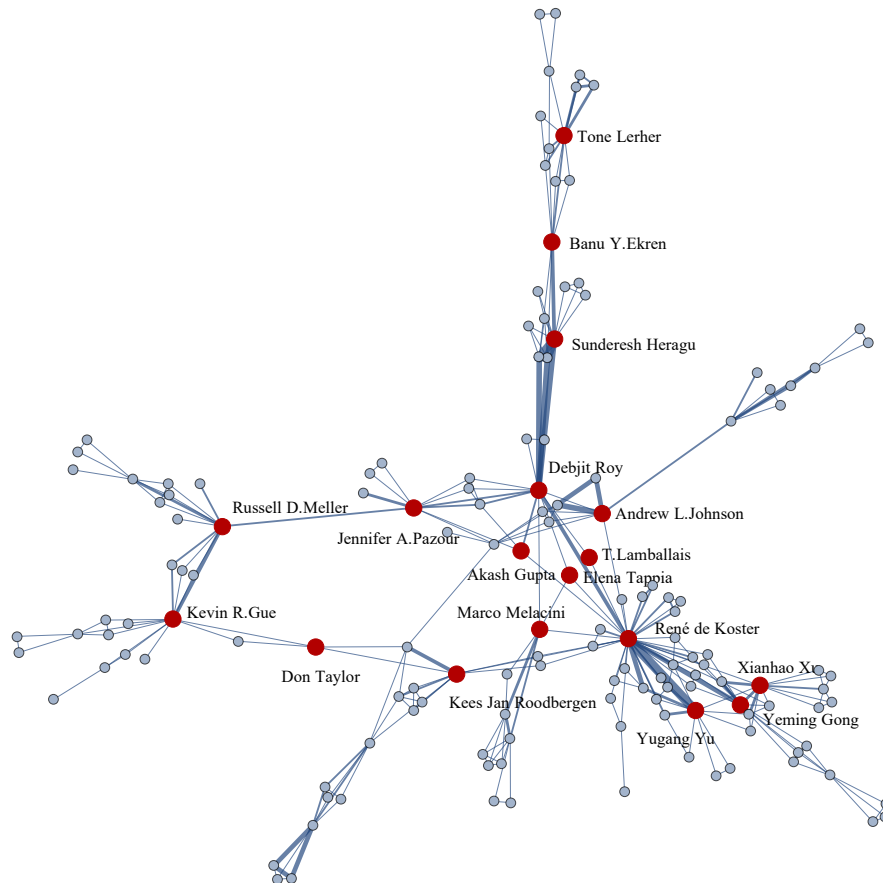 Tone Lerher
Banu Y.Ekren
Sunderesh Heragu
Debjit Roy
Russell D.Meller
Andrew L.Johnson
Jennifer A.Pazour
T.Lamballais
Akash Gupta
Elena Tappia
Marco Melacini
Kevin R.Gue
René de Koster
Xianhao Xu
Don Taylor
Kees Jan Roodbergen
Yeming Gong
Yugang Yu